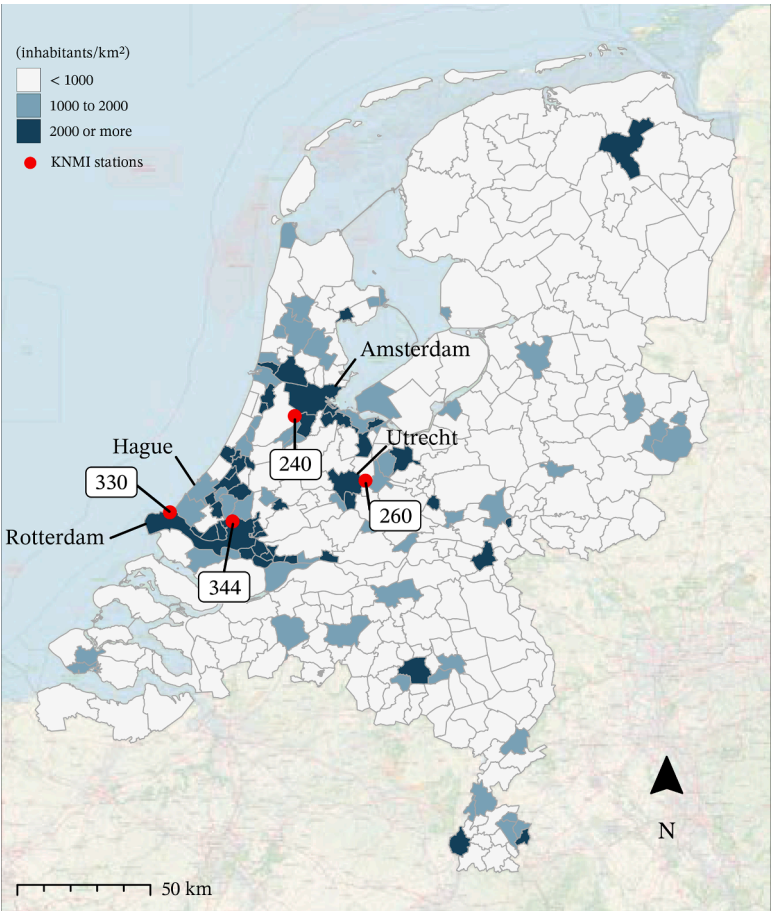 (inhabitants/km²)
< 1000
1000 to 2000
2000 or more
KNMI stations
Amsterdam
Utrecht
Hague
240
330
260
Rotterdam
344
N
50 km